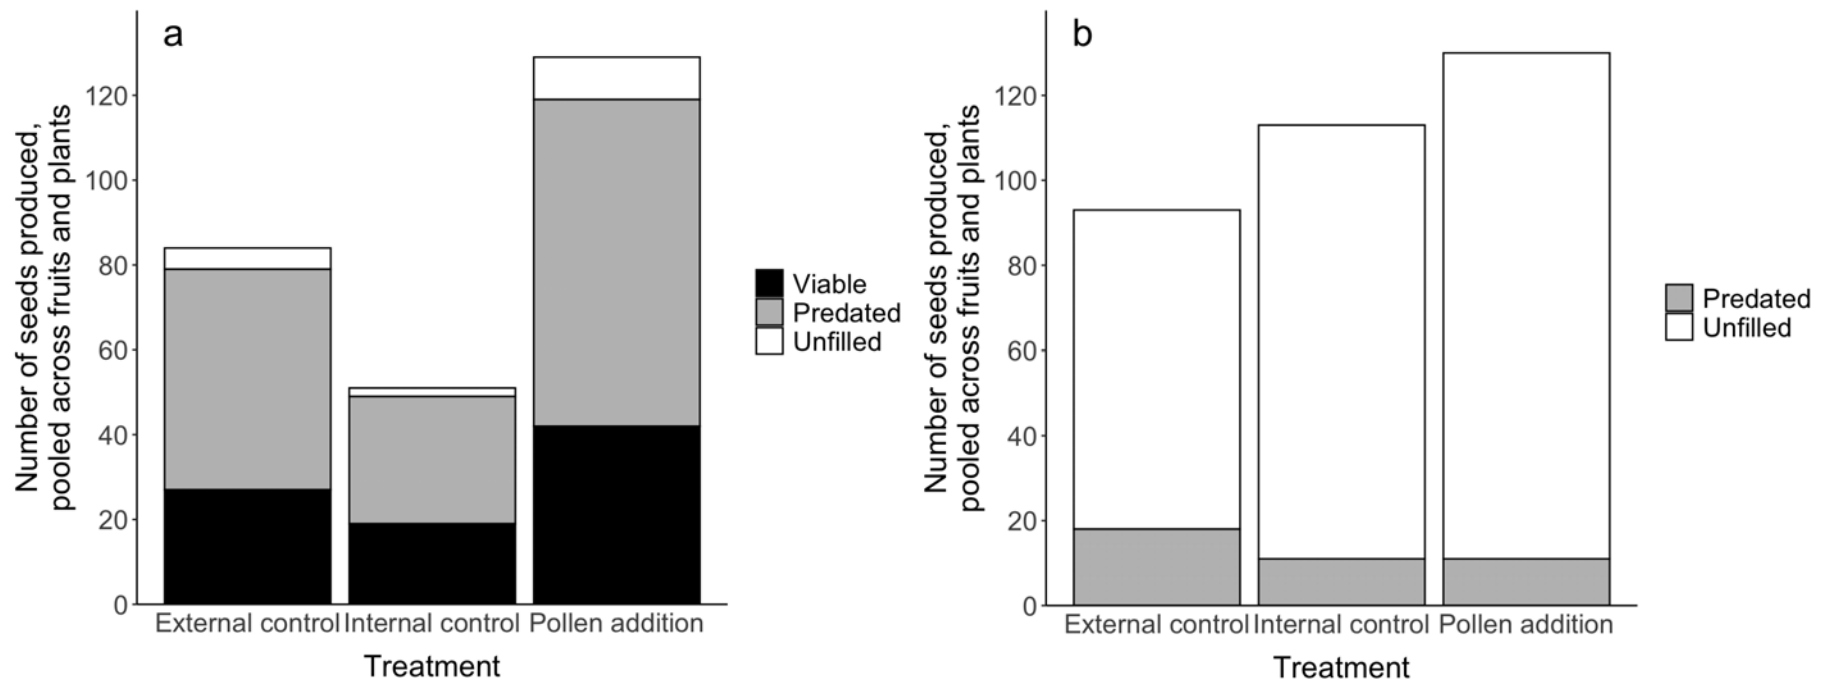 a
Number of seeds produced,
pooled across fruits and plants
120
100
80
60
40
20
0
External control Internal control Pollen addition
Treatment
Viable
Predated
Unfilled
b
Number of seeds produced,
pooled across fruits and plants
120
100
80
60
40
20
0
External control Internal control Pollen addition
Treatment
Predated
Unfilled